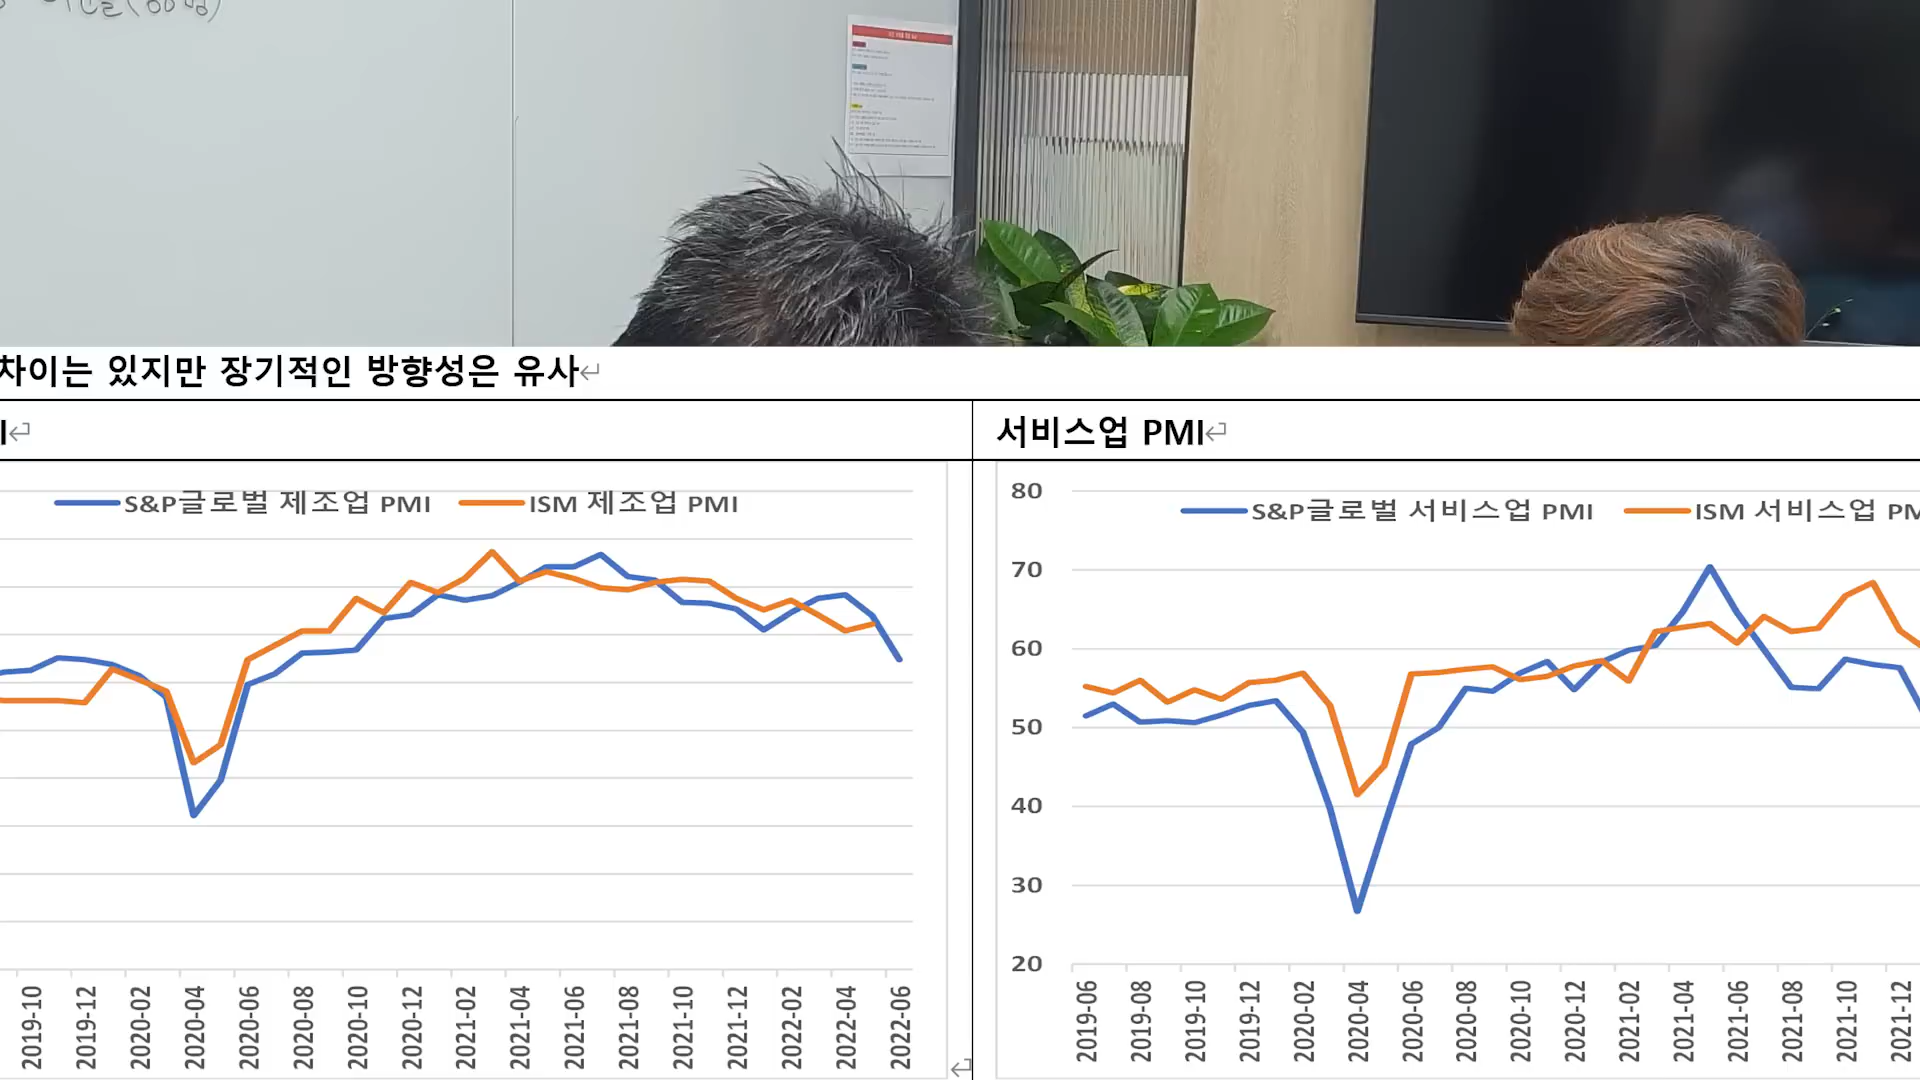 차이는 있지만 장기적인 방향성은 유사
서비스업 PMI
S&P글로벌 제조업 PMI ISM 제조업 PMI
2019-10 2019-12 2020-02 2020-04 2020-06 2020-08 2020-10 2020-12 2021-02 2021-04 2021-06 2021-08 2021-10 2021-12 2022-02 2022-04 2022-06
S&P글로벌 서비스업 PMI ISM 서비스업
80
70
60
50
40
30
20
2019-06 2019-08 2019-10 2019-12 2020-02 2020-04 2020-06 2020-08 2020-10 2020-12 2021-02 2021-04 2021-06 2021-08 2021-10 2021-12